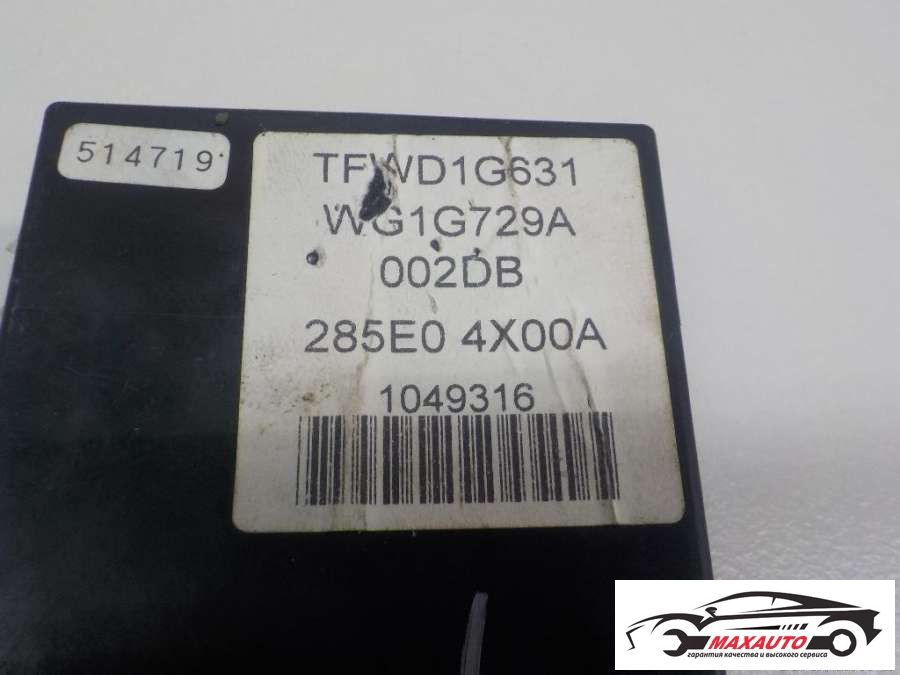 514719
TFWD1G631
WG1G729A
002DB
285E0 4X00A
1049316
MAXAUTO
гарантия качества и высокого сервиса